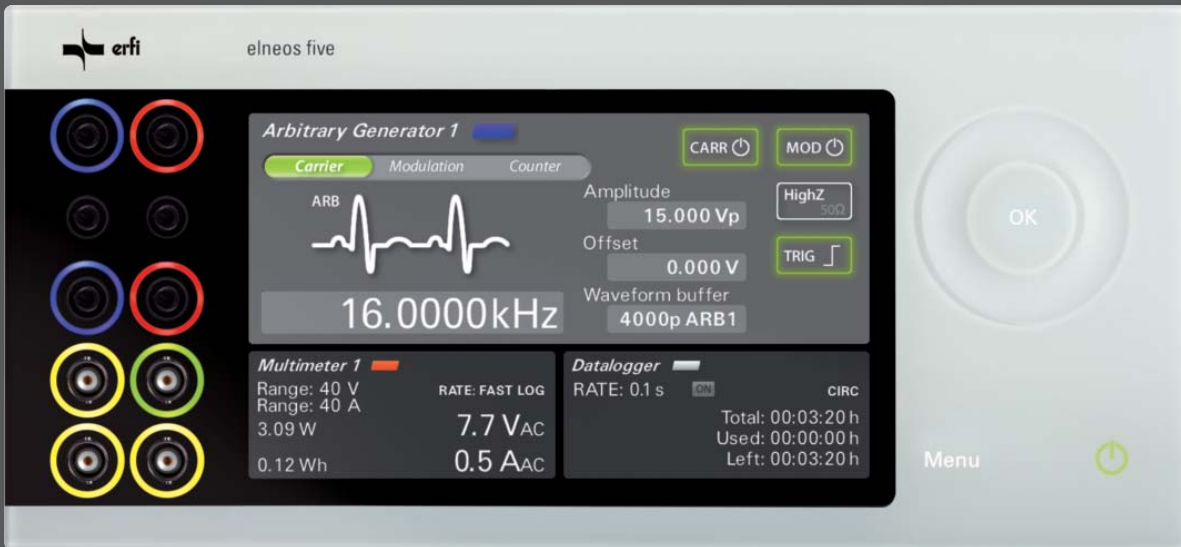 erfi
elneos five
Arbitrary Generator 1
CARR
MOD
Carrier Modulation Counter
ARB
Amplitude
15.000 Vp
HighZ
50Ω
Offset
0.000 V
TRIG
Waveform buffer
16.0000kHz
4000p ARB1
OK
Multimeter 1
Range: 40 V
RATE: FAST LOG
Range: 40 A
3.09 W
7.7 VAC
0.12 Wh
0.5 AAC
Datalogger
RATE: 0.1 s
ON
CIRC
Total: 00:03:20 h
Used: 00:00:00 h
Left: 00:03:20 h
Menu